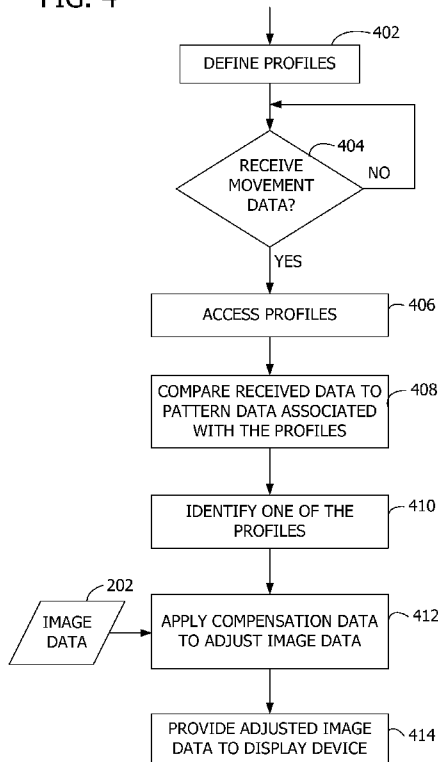 FIG. 4
402
DEFINE PROFILES
404
RECEIVE
MOVEMENT
DATA?
NO
YES
406
ACCESS PROFILES
408
COMPARE RECEIVED DATA TO
PATTERN DATA ASSOCIATED
WITH THE PROFILES
410
IDENTIFY ONE OF THE
PROFILES
202
IMAGE
DATA
412
APPLY COMPENSATION DATA
TO ADJUST IMAGE DATA
414
PROVIDE ADJUSTED IMAGE
DATA TO DISPLAY DEVICE